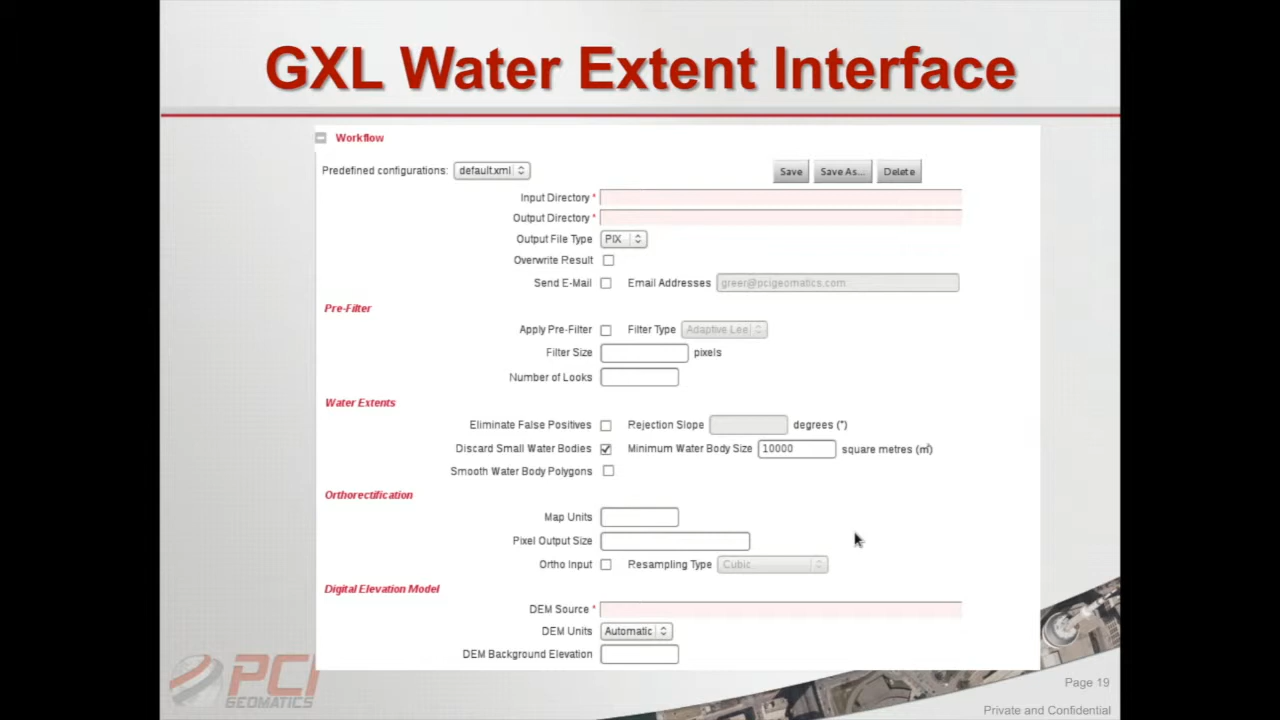 GXL Water Extent Interface
Workflow
Predefined configurations: default.xml Save Save As... Delete
Input Directory *
Output Directory *
Output File Type PIX
Overwrite Result
Send E-Mail Email Addresses greer@pcigeomatics.com
Pre-Filter
Apply Pre-Filter Filter Type Adaptive Lee
Filter Size pixels
Number of Looks
Water Extents
Eliminate False Positives Rejection Slope degrees (°)
Discard Small Water Bodies Minimum Water Body Size 10000 square metres (m²)
Smooth Water Body Polygons
Orthorectification
Map Units
Pixel Output Size
Ortho Input Resampling Type Cubic
Digital Elevation Model
DEM Source *
DEM Units Automatic
DEM Background Elevation
PCI
GEOMATICS
Page 19
Private and Confidential